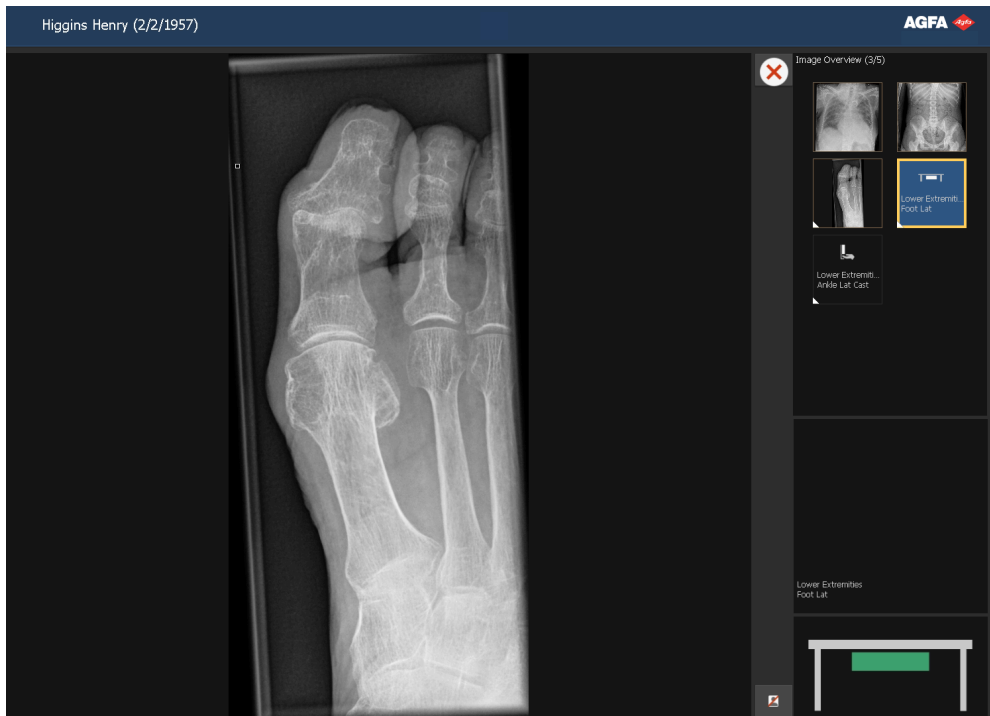 Higgins Henry (2/2/1957)
AGFA Agfa
Image Overview (3/5)
Lower Extremiti...
Foot Lat
Lower Extremiti...
Ankle Lat Cast
Lower Extremities
Foot Lat